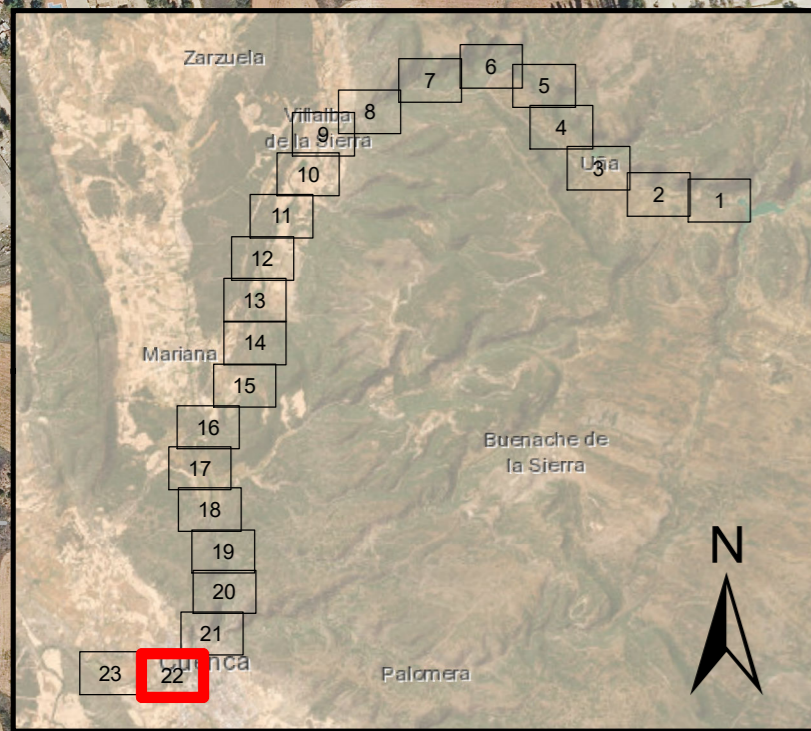 Zarzuela
6
7
5
8
Villalba
de la Sierra
9
4
Uña
3
10
2
1
11
12
13
14
Mariana
15
16
Buenache de
la Sierra
17
18
N
19
20
21
Cuenca
23
22
Palomera